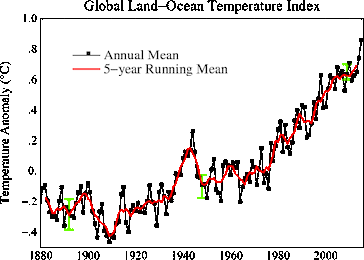 Global Land–Ocean Temperature Index
Temperature Anomaly (°C)
1.0
.8
.6
.4
.2
0.
-.2
-.4
Annual Mean
5-year Running Mean
1880 1900 1920 1940 1960 1980 2000